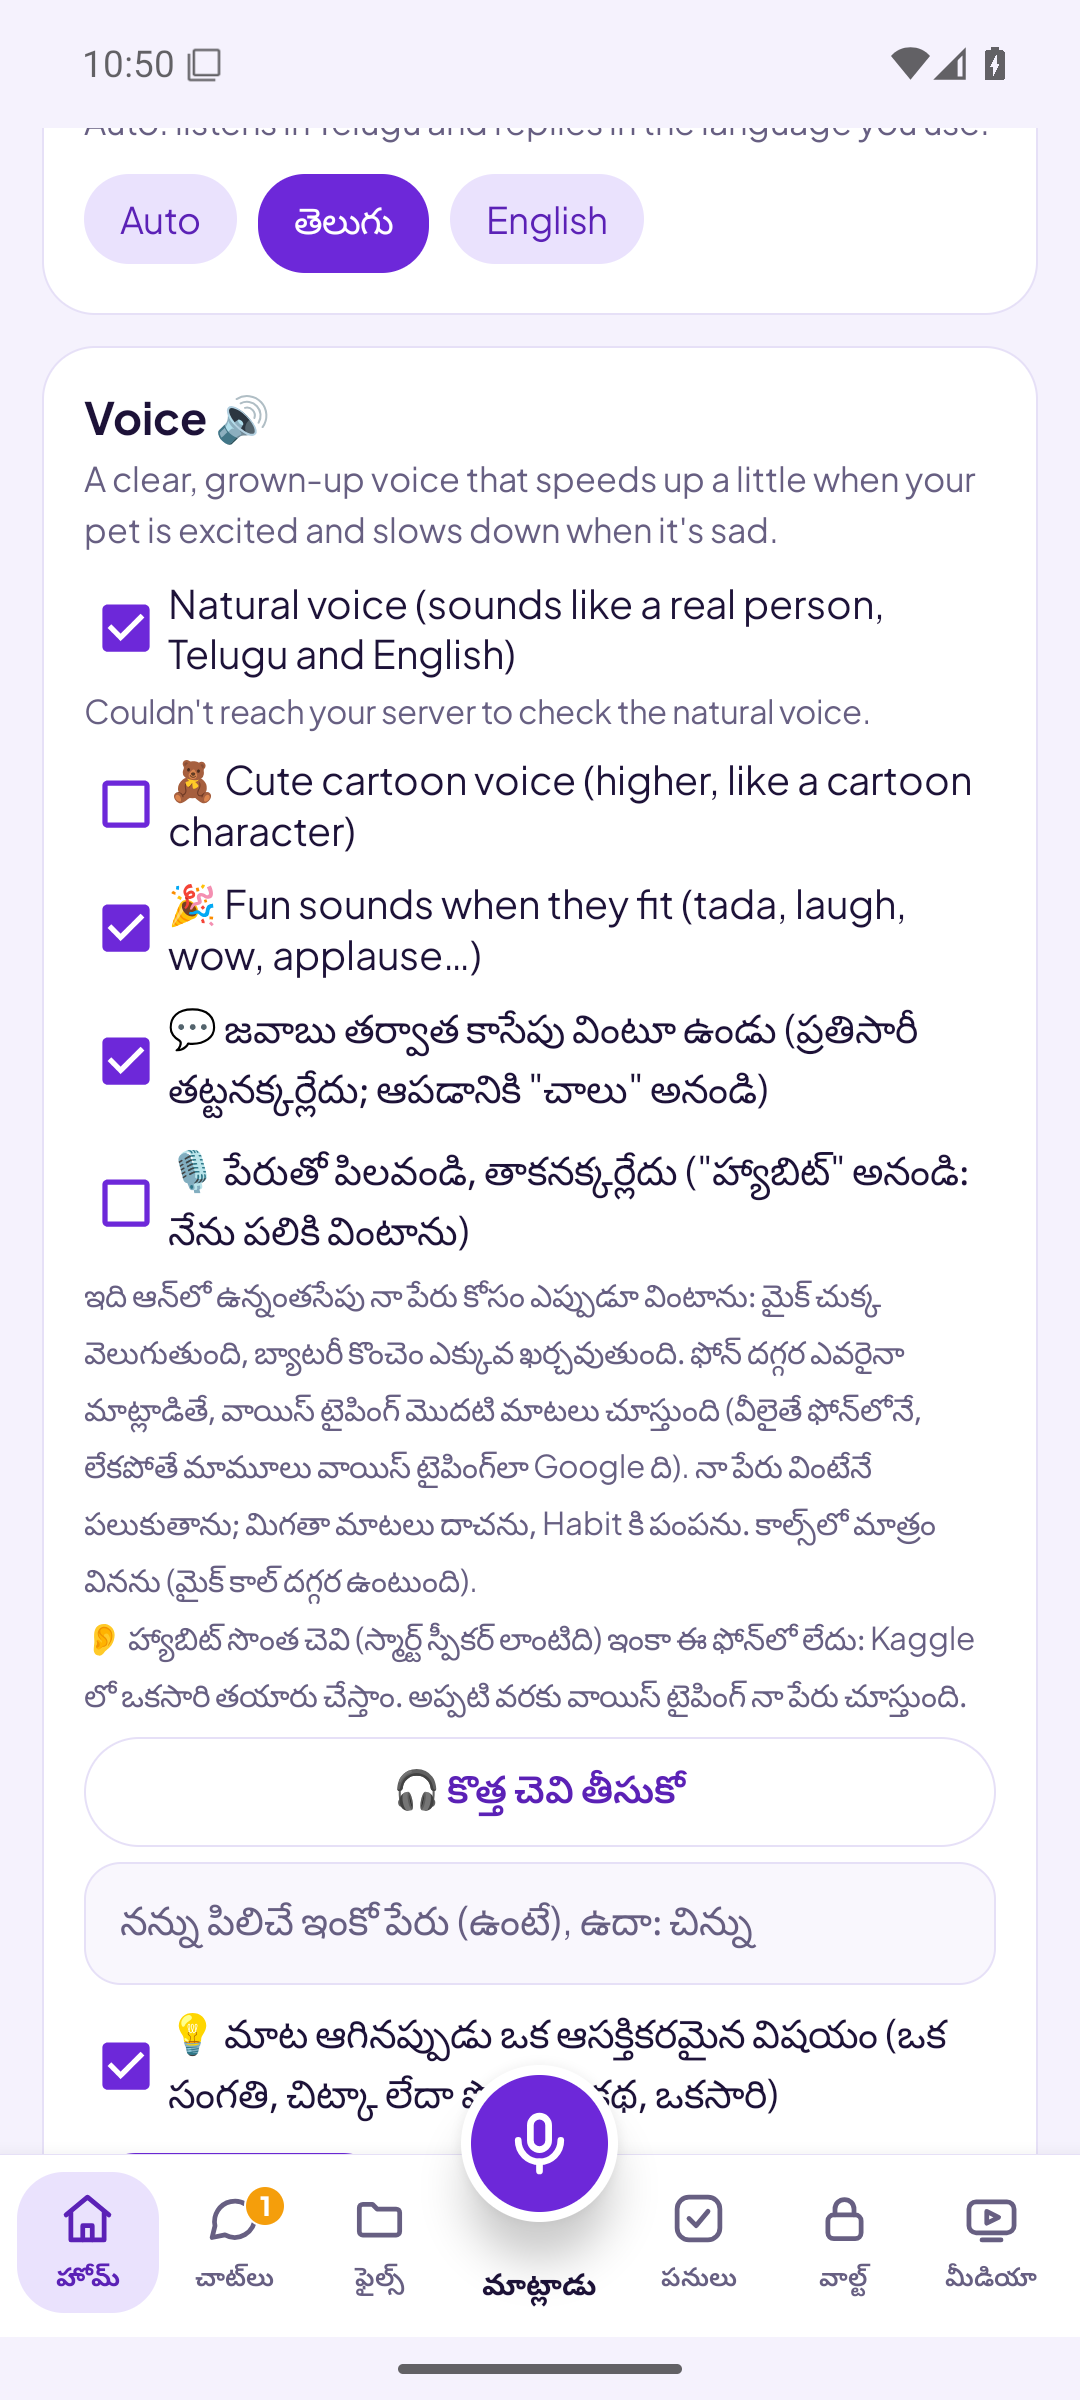 10:50
Auto: listens in Telugu and replies in the language you use.
Auto
తెలుగు
English
Voice 🔊
A clear, grown-up voice that speeds up a little when your
pet is excited and slows down when it's sad.
Natural voice (sounds like a real person,
Telugu and English)
Couldn't reach your server to check the natural voice.
🧸 Cute cartoon voice (higher, like a cartoon
character)
🎉 Fun sounds when they fit (tada, laugh,
wow, applause...)
💬 జవాబు తర్వాత కాసేపు వింటూ ఉండు (ప్రతిసారీ
తట్టనక్కర్లేదు; ఆపడానికి "చాలు" అనండి)
🎙️ పేరుతో పిలవండి, తాకనక్కర్లేదు ("హ్యాబిట్" అనండి:
నేను పలికి వింటాను)
ఇది ఆన్‌లో ఉన్నంతసేపు నా పేరు కోసం ఎప్పుడూ వింటాను: మైక్ చుక్క
వెలుగుతుంది, బ్యాటరీ కొంచెం ఎక్కువ ఖర్చవుతుంది. ఫోన్ దగ్గర ఎవరైనా
మాట్లాడితే, వాయిస్ టైపింగ్ మొదటి మాటలు చూస్తుంది (వీలైతే ఫోన్‌లోనే,
లేకపోతే మామూలు వాయిస్ టైపింగ్‌లా Google ది). నా పేరు వింటేనే
పలుకుతాను; మిగతా మాటలు దాచను, Habit కి పంపను. కాల్స్‌లో మాత్రం
వినను (మైక్ కాల్ దగ్గర ఉంటుంది).
👂 హ్యాబిట్ సొంత చెవి (స్మార్ట్ స్పీకర్ లాంటిది) ఇంకా ఈ ఫోన్‌లో లేదు: Kaggle
లో ఒకసారి తయారు చేస్తాం. అప్పటి వరకు వాయిస్ టైపింగ్ నా పేరు చూస్తుంది.
🎧 కొత్త చెవి తీసుకో
నన్ను పిలిచే ఇంకో పేరు (ఉంటే), ఉదా: చిన్ను
💡 మాట ఆగినప్పుడు ఒక ఆసక్తికరమైన విషయం (ఒక
సంగతి, చిట్కా లేదా ఒకసారి)
1
హోమ్
చాట్‌లు
ఫైల్స్
మాట్లాడు
పనులు
వాల్ట్
మీడియా